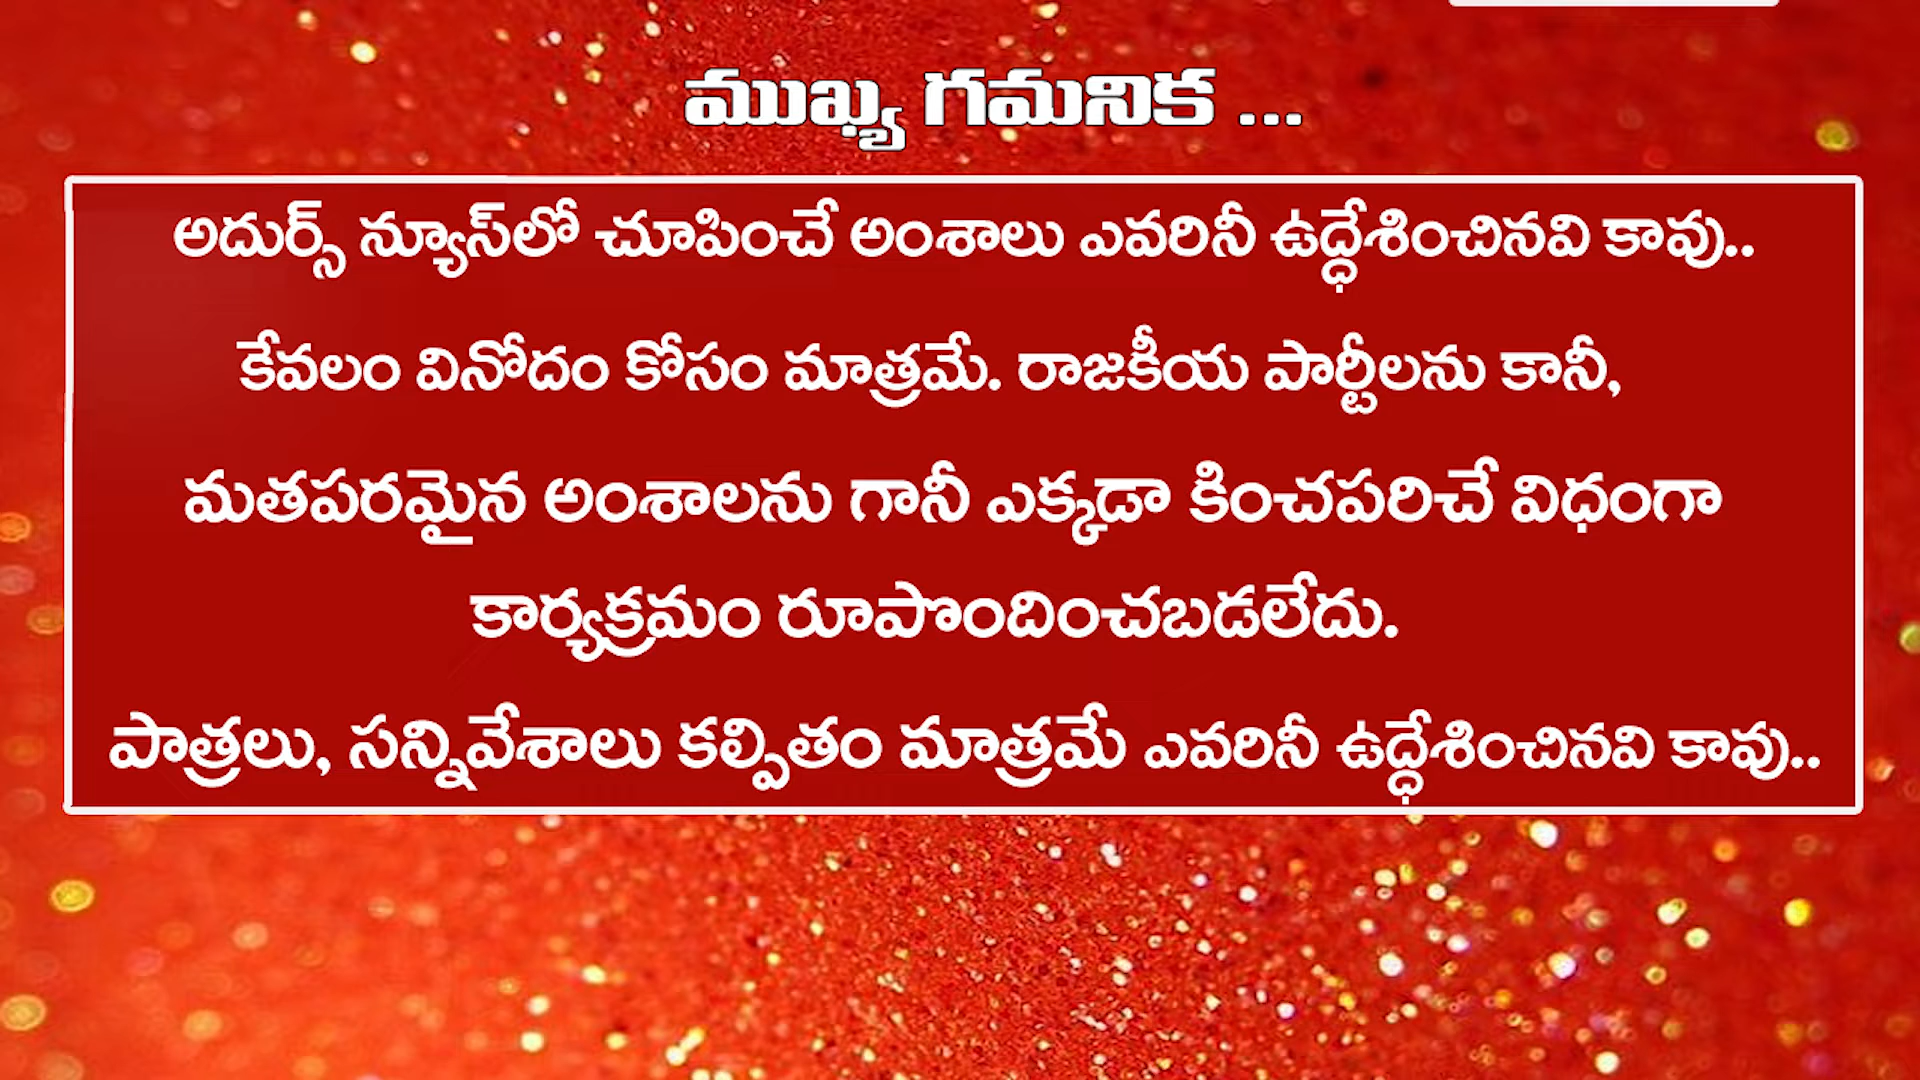 ముఖ్య గమనిక ...
అదుర్స్ న్యూస్‌లో చూపించే అంశాలు ఎవరినీ ఉద్ధేశించినవి కావు..
కేవలం వినోదం కోసం మాత్రమే. రాజకీయ పార్టీలను కానీ,
మతపరమైన అంశాలను గానీ ఎక్కడా కించపరిచే విధంగా
కార్యక్రమం రూపొందించబడలేదు.
పాత్రలు, సన్నివేశాలు కల్పితం మాత్రమే ఎవరినీ ఉద్ధేశించినవి కావు..